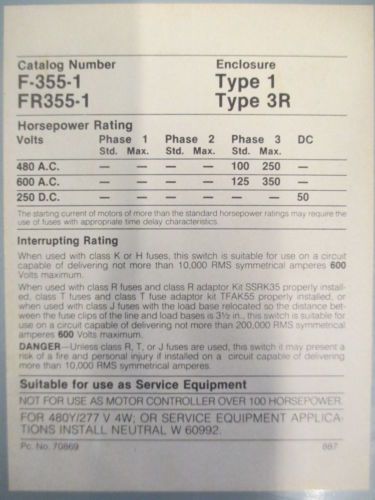 Catalog Number Enclosure
F-355-1 Type 1
FR355-1 Type 3R
Horsepower Rating
Volts Phase 1 Phase 2 Phase 3 DC
Std. Max. Std. Max. Std. Max.
480 A.C. — — — — 100 250 —
600 A.C. — — — — 125 350 —
250 D.C. — — — — — — 50
The starting current of motors of more than the standard horsepower ratings may require the
use of fuses with appropriate time delay characteristics.
Interrupting Rating
When used with class K or H fuses, this switch is suitable for use on a circuit
capable of delivering not more than 10,000 RMS symmetrical amperes 600
Volts maximum.
When used with class R fuses and class R adaptor Kit SSRK35 properly install-
ed, class T fuses and class T fuse adaptor kit TFAK55 properly installed, or
when used with class J fuses with the load base relocated so the distance bet-
ween the fuse clips of the line and load bases is 3½ in., this switch is suitable for
use on a circuit capable of delivering not more than 200,000 RMS symmetrical
amperes 600 Volts maximum.
DANGER—Unless class R, T, or J fuses are used, this switch it may present a
risk of a fire and personal injury if installed on a circuit capable of delivering
more than 10,000 RMS symmetrical amperes.
Suitable for use as Service Equipment
NOT FOR USE AS MOTOR CONTROLLER OVER 100 HORSEPOWER.
FOR 480Y/277 V 4W; OR SERVICE EQUIPMENT APPLICA-
TIONS INSTALL NEUTRAL W 60992.
Pc. No. 70869 887